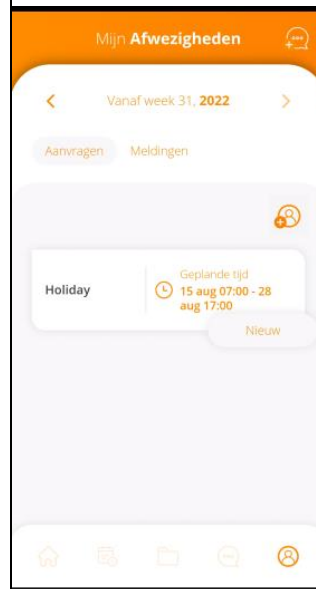 Mijn Afwezigheden
Vanaf week 31, 2022
Aanvragen Meldingen
Holiday
Geplande tijd
15 aug 07:00 - 28
aug 17:00
Nieuw